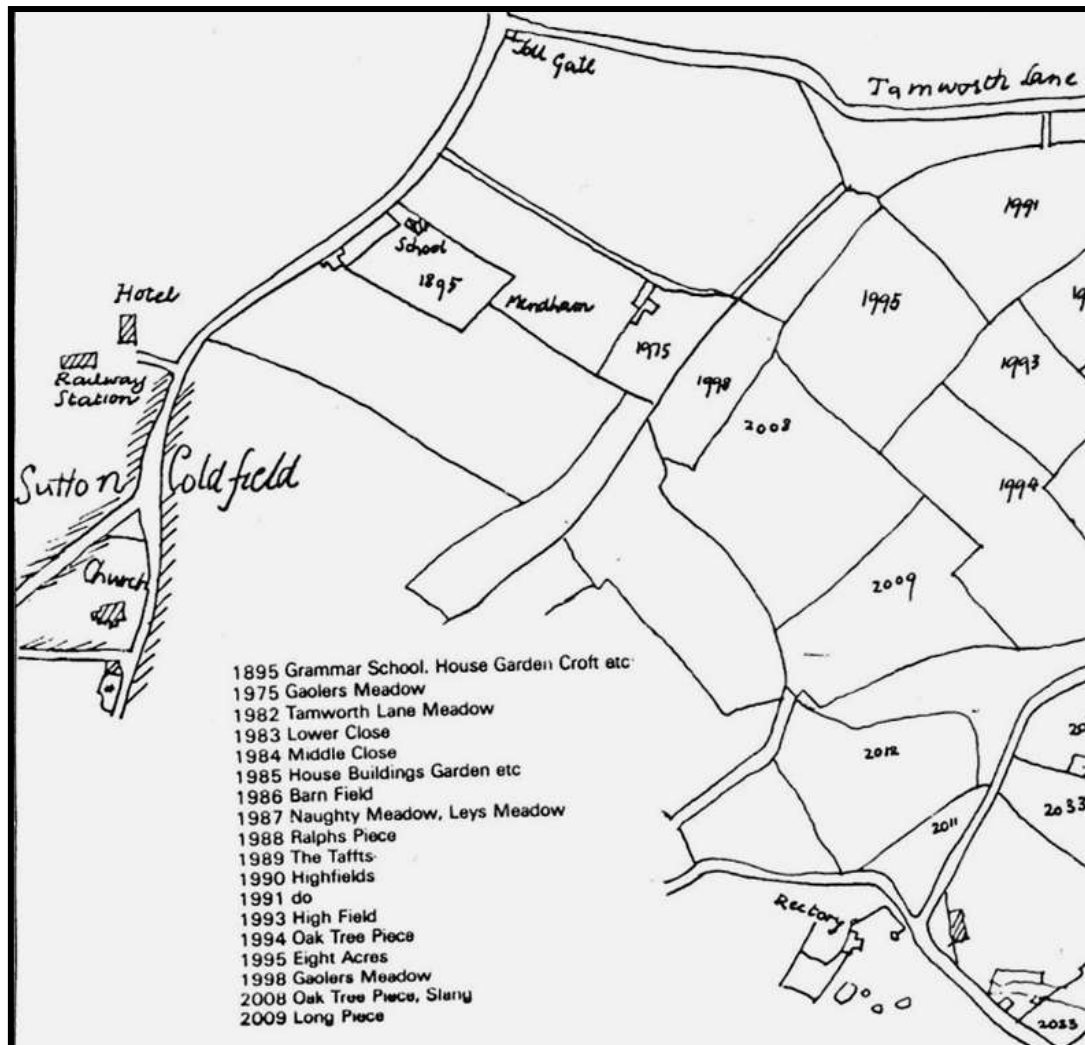 Toll Gate
Tamworth Lane
1991
School
1895
Mendham
Hotel
1995
1975
1993
Railway
Station
1998
2008
Sutton Coldfield
1994
Church
2009
1895 Grammar School. House Garden Croft etc
1975 Gaolers Meadow
1982 Tamworth Lane Meadow
1983 Lower Close
1984 Middle Close
1985 House Buildings Garden etc
1986 Barn Field
1987 Naughty Meadow, Leys Meadow
1988 Ralphs Piece
1989 The Taffts
1990 Highfields
1991 do
1993 High Field
1994 Oak Tree Piece
1995 Eight Acres
1998 Gaolers Meadow
2008 Oak Tree Piece, Slang
2009 Long Piece
2012
2011
2033
Rectory
2033